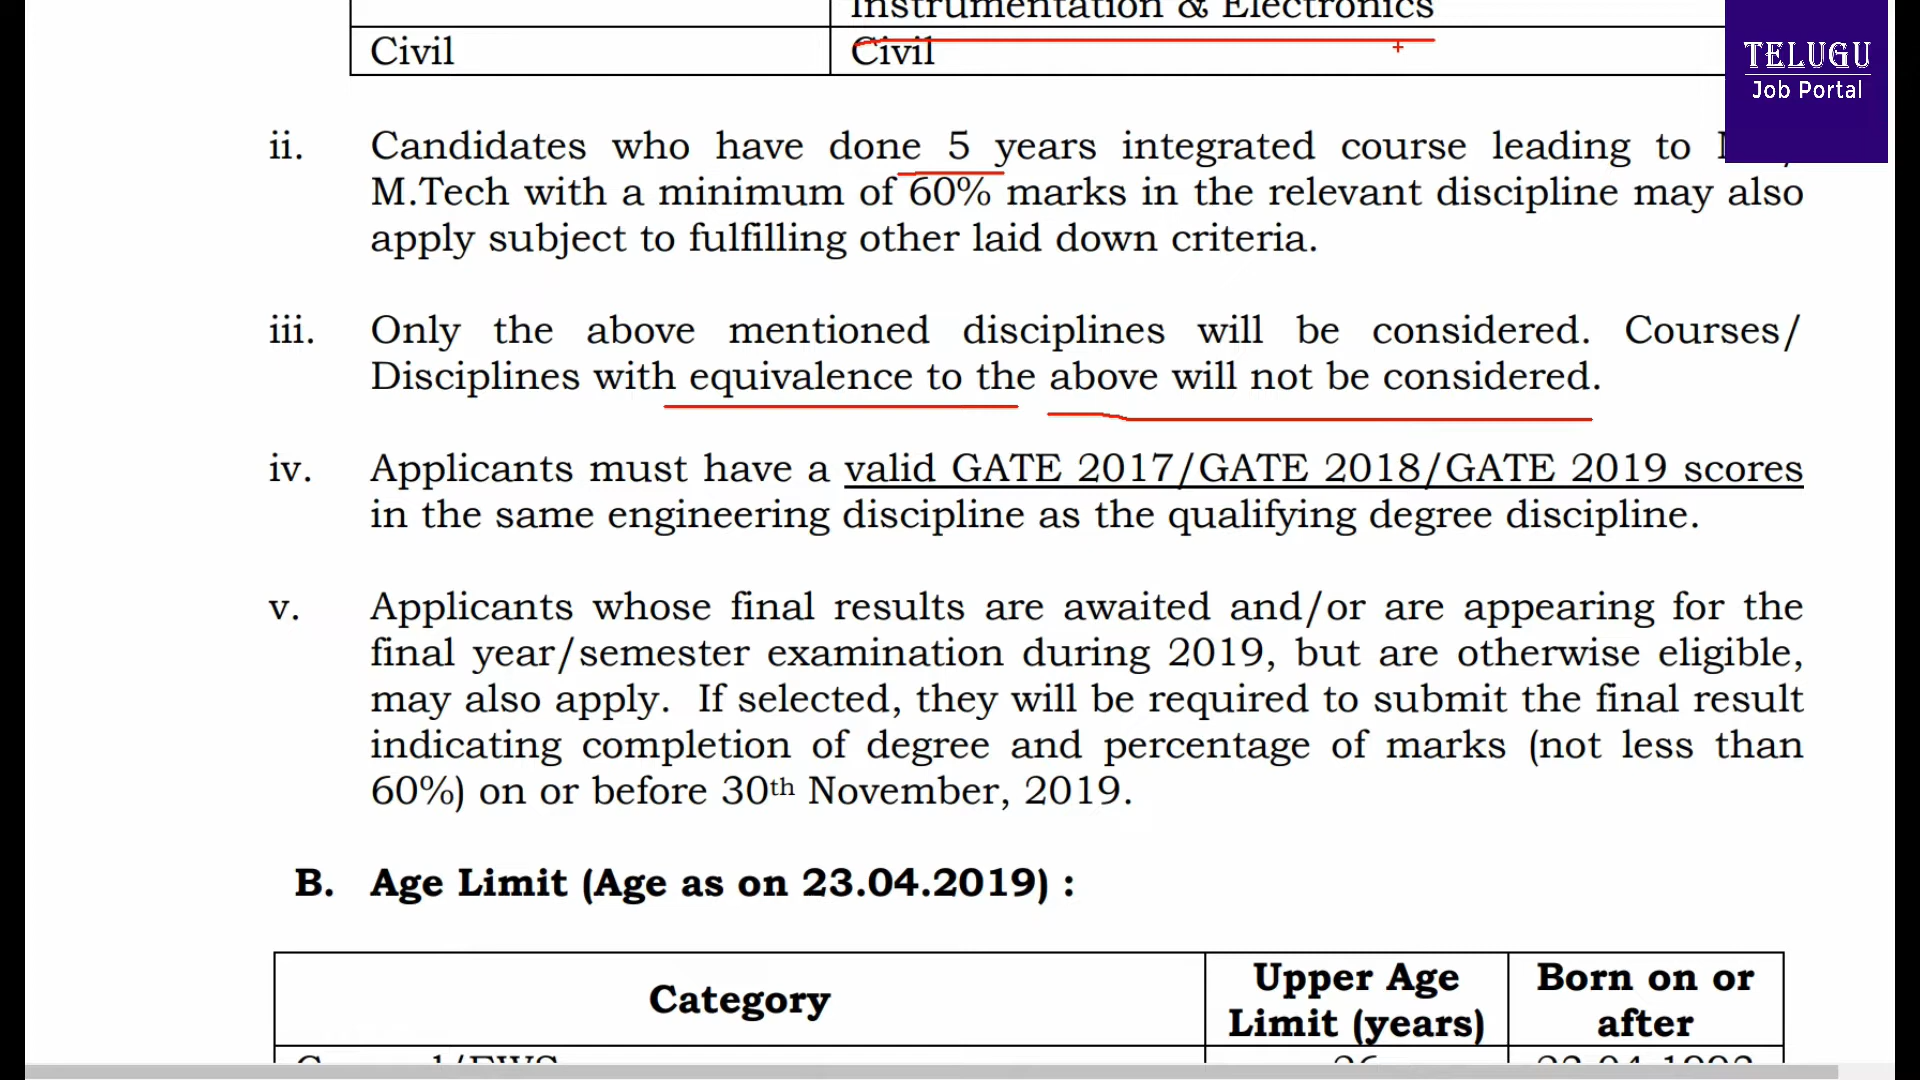 Instrumentation & Electronics
Civil Civil
TELUGU
Job Portal
ii. Candidates who have done 5 years integrated course leading to
M.Tech with a minimum of 60% marks in the relevant discipline may also
apply subject to fulfilling other laid down criteria.
iii. Only the above mentioned disciplines will be considered. Courses/
Disciplines with equivalence to the above will not be considered.
iv. Applicants must have a valid GATE 2017/GATE 2018/GATE 2019 scores
in the same engineering discipline as the qualifying degree discipline.
v. Applicants whose final results are awaited and/or are appearing for the
final year/semester examination during 2019, but are otherwise eligible,
may also apply. If selected, they will be required to submit the final result
indicating completion of degree and percentage of marks (not less than
60%) on or before 30th November, 2019.
B. Age Limit (Age as on 23.04.2019) :
Category Upper Age Limit (years) Born on or after